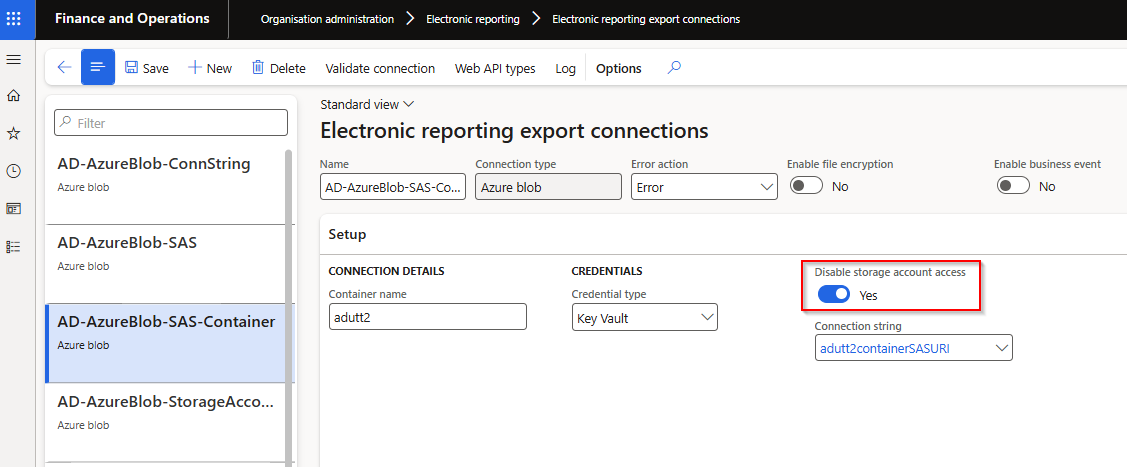 Finance and Operations
Organisation administration > Electronic reporting > Electronic reporting export connections
Save New Delete Validate connection Web API types Log Options
Filter
AD-AzureBlob-ConnString
Azure blob
AD-AzureBlob-SAS
Azure blob
AD-AzureBlob-SAS-Container
Azure blob
AD-AzureBlob-StorageAcco...
Azure blob
Standard view
Electronic reporting export connections
Name Connection type Error action Enable file encryption Enable business event
AD-AzureBlob-SAS-Co... Azure blob Error No No
Setup
CONNECTION DETAILS CREDENTIALS
Disable storage account access
Container name Credential type
Yes
adutt2 Key Vault
Connection string
adutt2containerSASURI